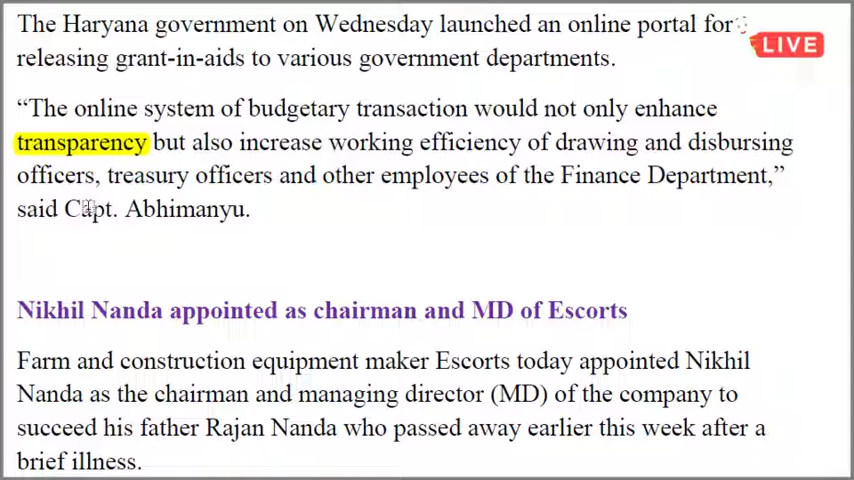 The Haryana government on Wednesday launched an online portal for
LIVE
releasing grant-in-aids to various government departments.
“The online system of budgetary transaction would not only enhance
transparency but also increase working efficiency of drawing and disbursing
officers, treasury officers and other employees of the Finance Department,”
said Capt. Abhimanyu.
Nikhil Nanda appointed as chairman and MD of Escorts
Farm and construction equipment maker Escorts today appointed Nikhil
Nanda as the chairman and managing director (MD) of the company to
succeed his father Rajan Nanda who passed away earlier this week after a
brief illness.